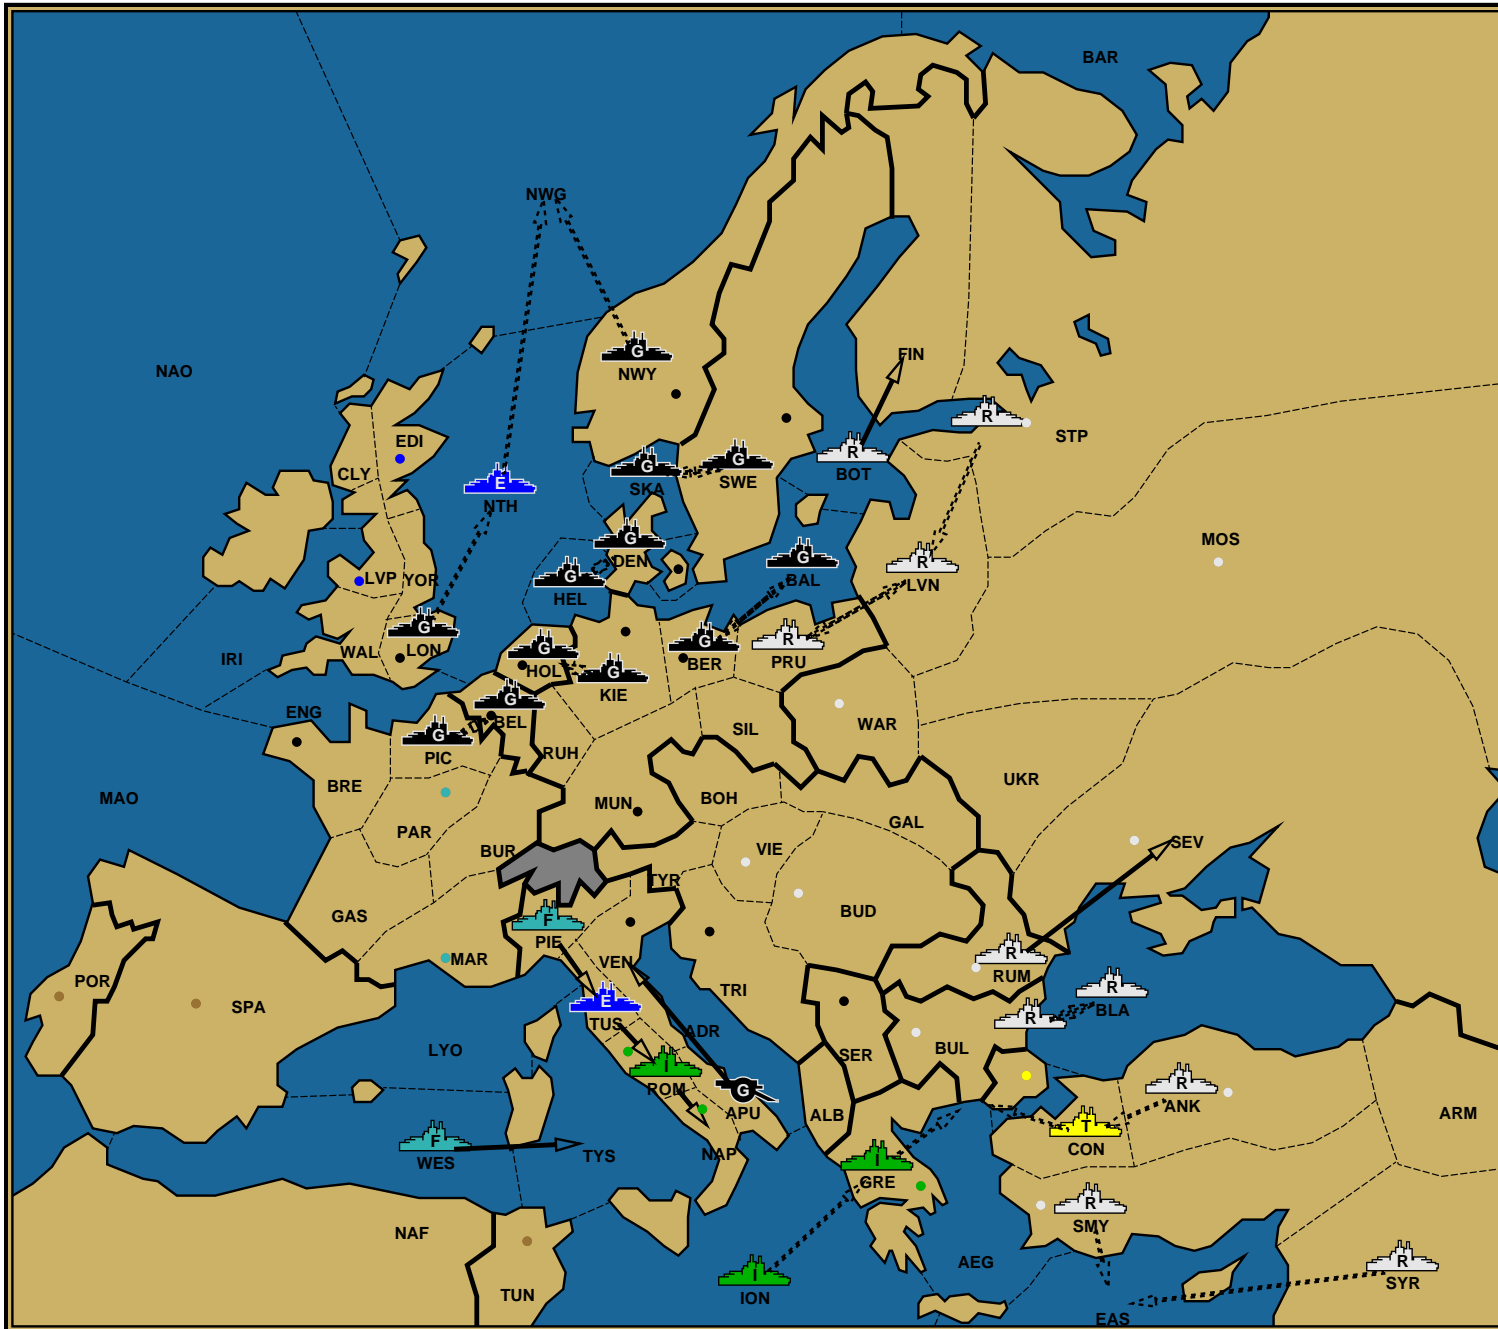 BAR
NWG
NAO
G
NWY
FIN
R
STP
EDI
CLY
E
NTH
G
SKA
G
SWE
R
BOT
MOS
G
DEN
G
BAL
R
LVN
G
HEL
LVP
YOR
G
LON
WAL
IRI
G
HOL
G
KIE
G
BER
R
PRU
ENG
G
BEL
G
PIC
RUH
SIL
WAR
UKR
BRE
MAO
PAR
MUN
BOH
GAL
BUR
VIE
SEV
TYR
GAS
F
PIE
BUD
MAR
VEN
R
RUM
POR
SPA
E
TUS
TRI
R
BLA
R
BUL
ADR
LYO
SER
I
ROM
G
APU
R
ANK
ALB
T
CON
ARM
F
WES
TYS
NAP
I
GRE
R
SMY
NAF
AEG
R
SYR
I
ION
TUN
EAS